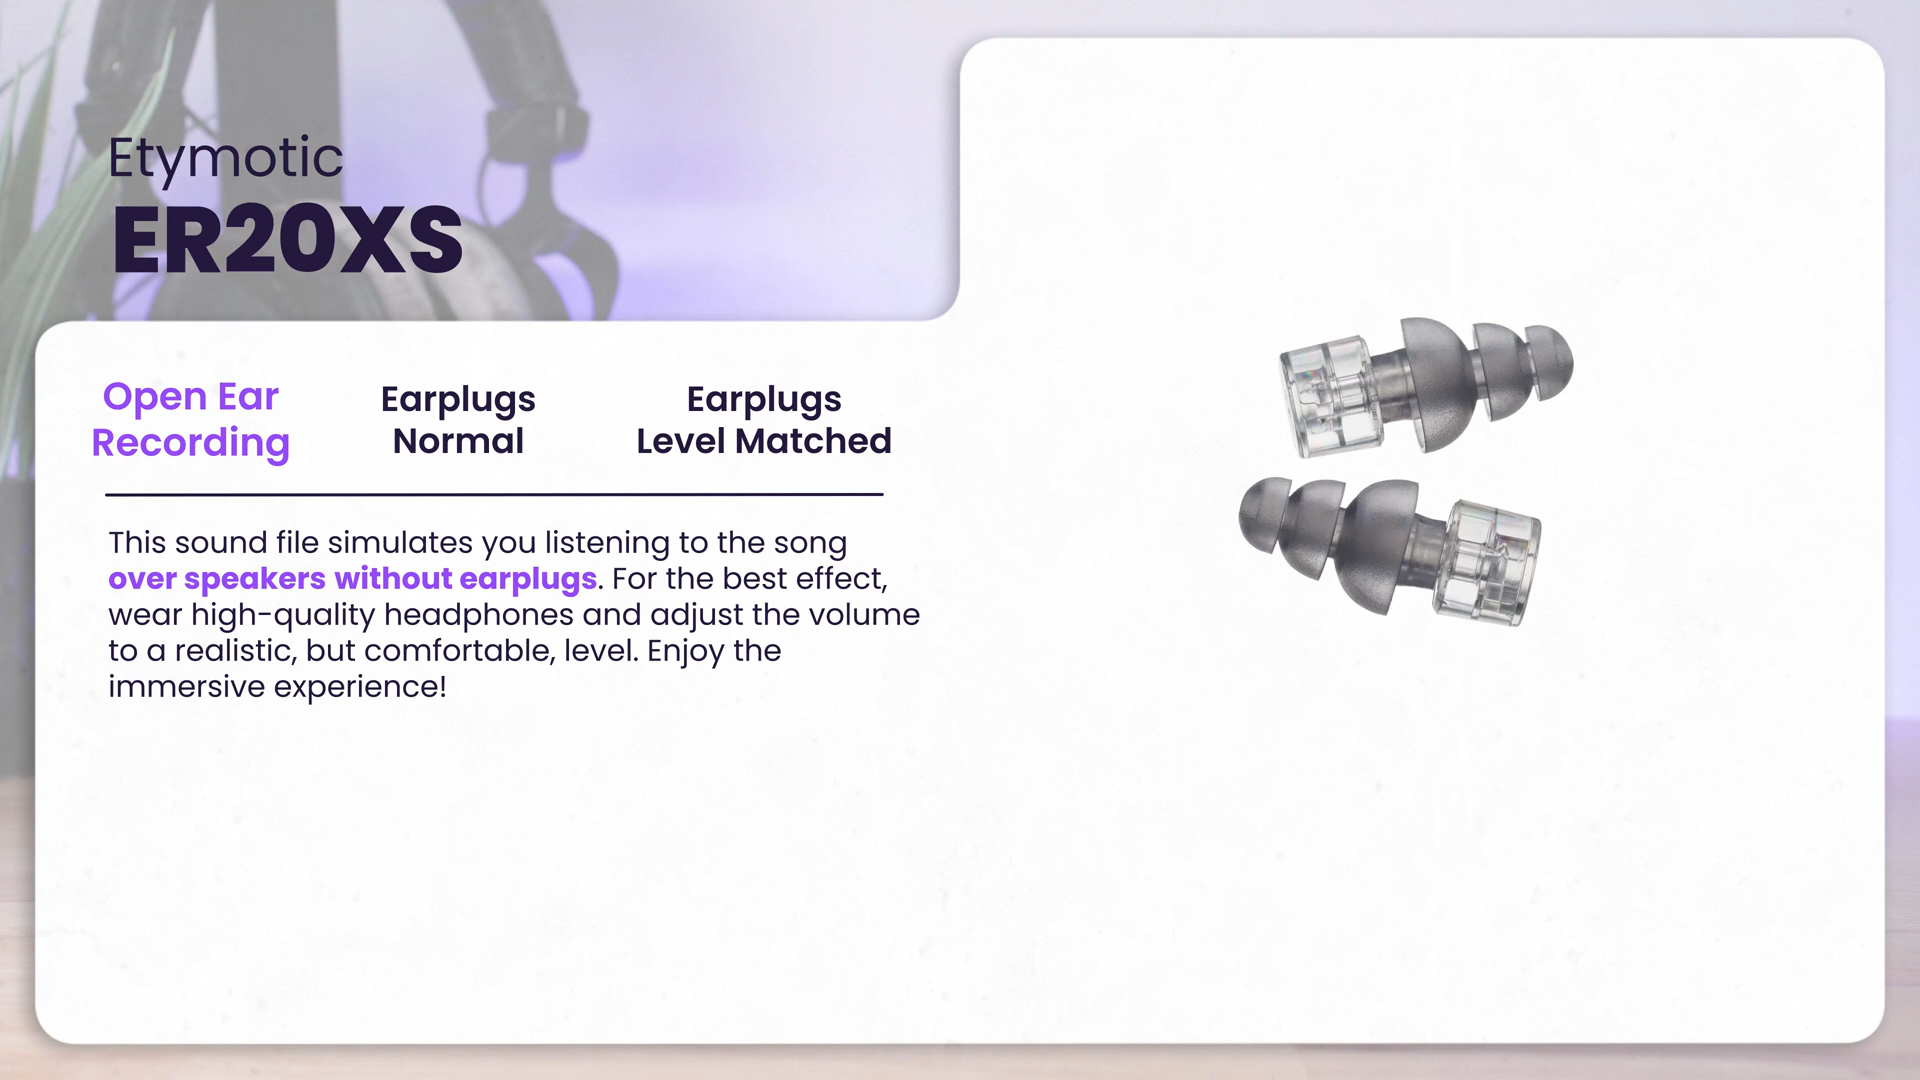 Etymotic
ER20XS
Open Ear
Recording
Earplugs
Normal
Earplugs
Level Matched
This sound file simulates you listening to the song
over speakers without earplugs. For the best effect,
wear high-quality headphones and adjust the volume
to a realistic, but comfortable, level. Enjoy the
immersive experience!